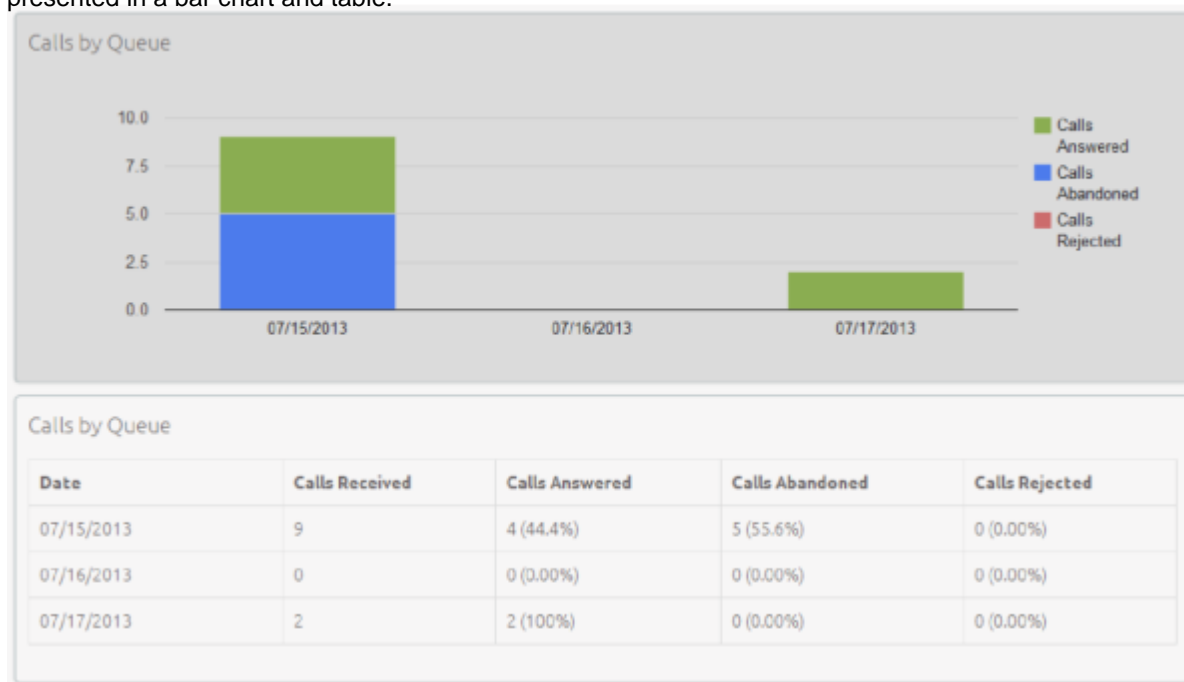 presented in a bar chart and table.
Calls by Queue
10.0
7.5
5.0
2.5
0.0
07/15/2013 07/16/2013 07/17/2013
Calls
Answered
Calls
Abandoned
Calls
Rejected
Calls by Queue
Date Calls Received Calls Answered Calls Abandoned Calls Rejected
07/15/2013 9 4 (44.4%) 5 (55.6%) 0 (0.00%)
07/16/2013 0 0 (0.00%) 0 (0.00%) 0 (0.00%)
07/17/2013 2 2 (100%) 0 (0.00%) 0 (0.00%)